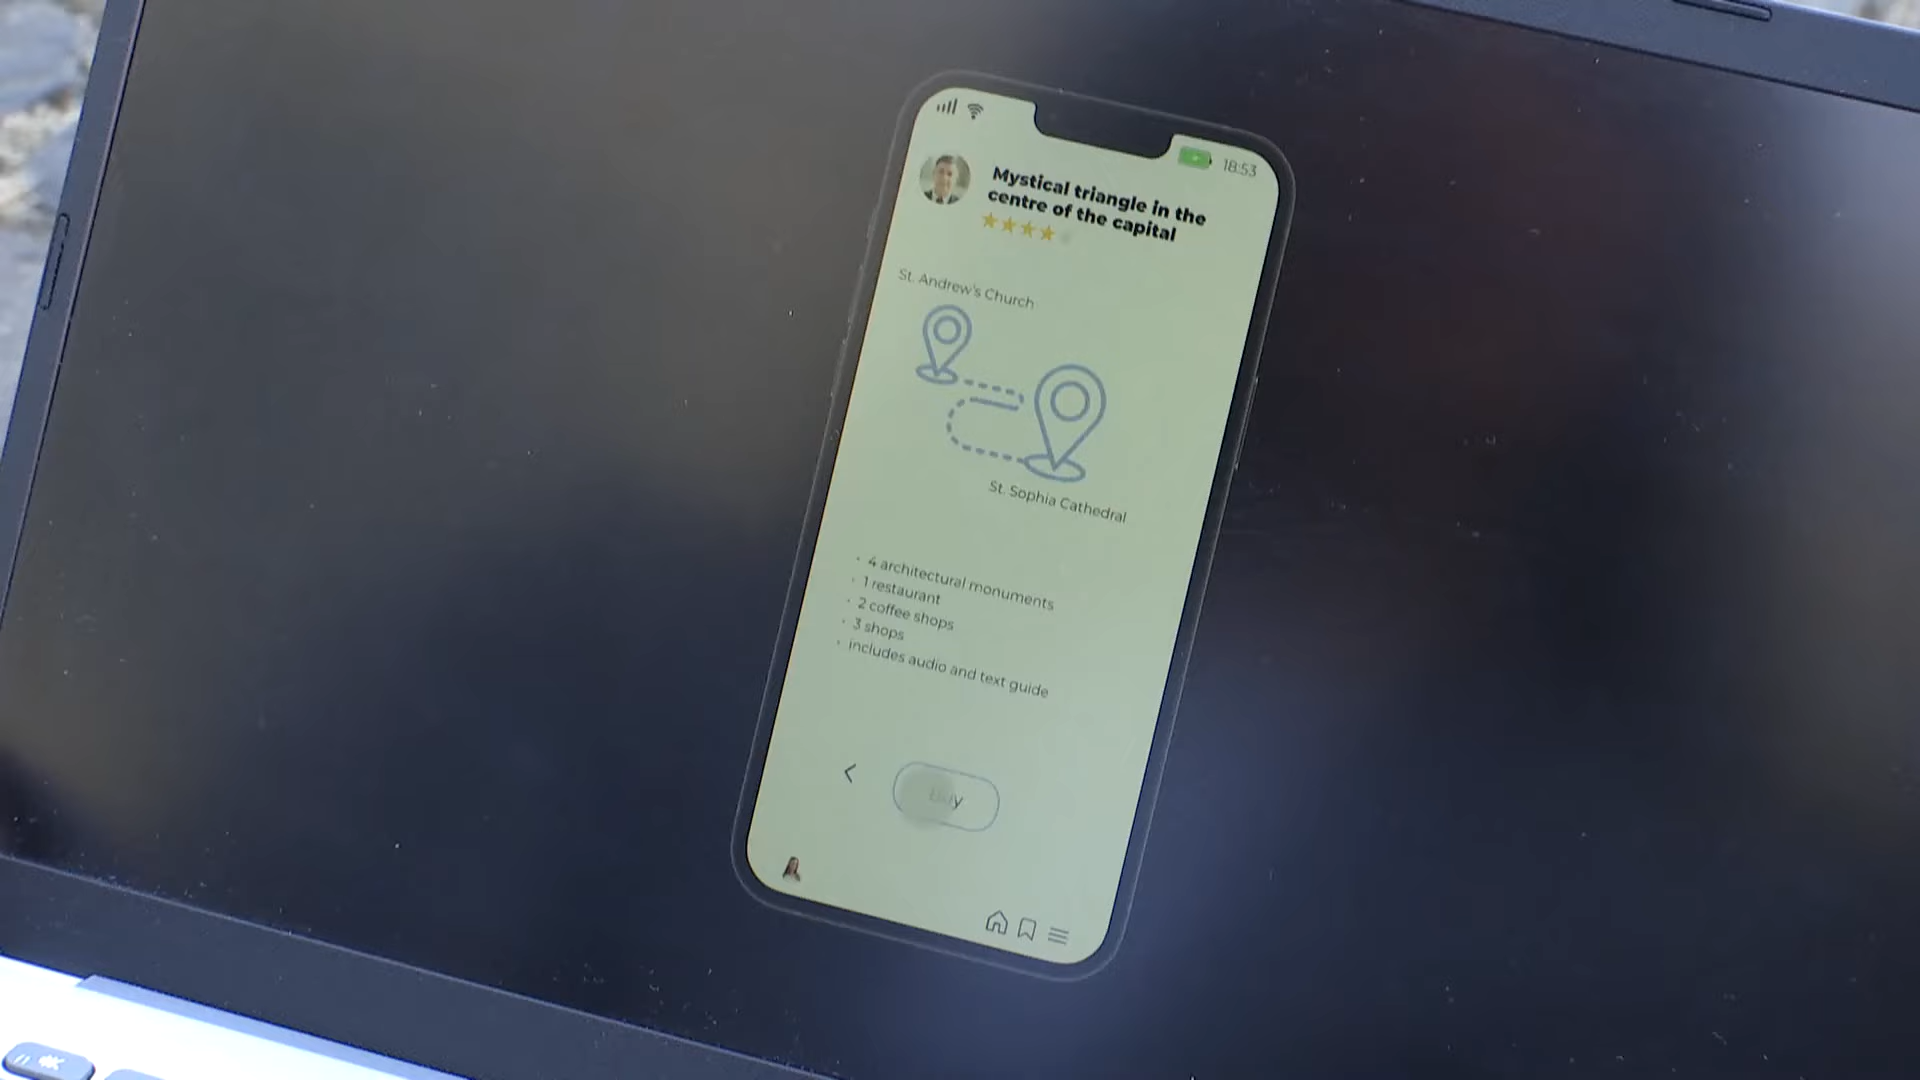 18:53
Mystical triangle in the
centre of the capital
St. Andrew's Church
St. Sophia Cathedral
• 4 architectural monuments
• 1 restaurant
• 2 coffee shops
• 3 shops
• includes audio and text guide
Buy